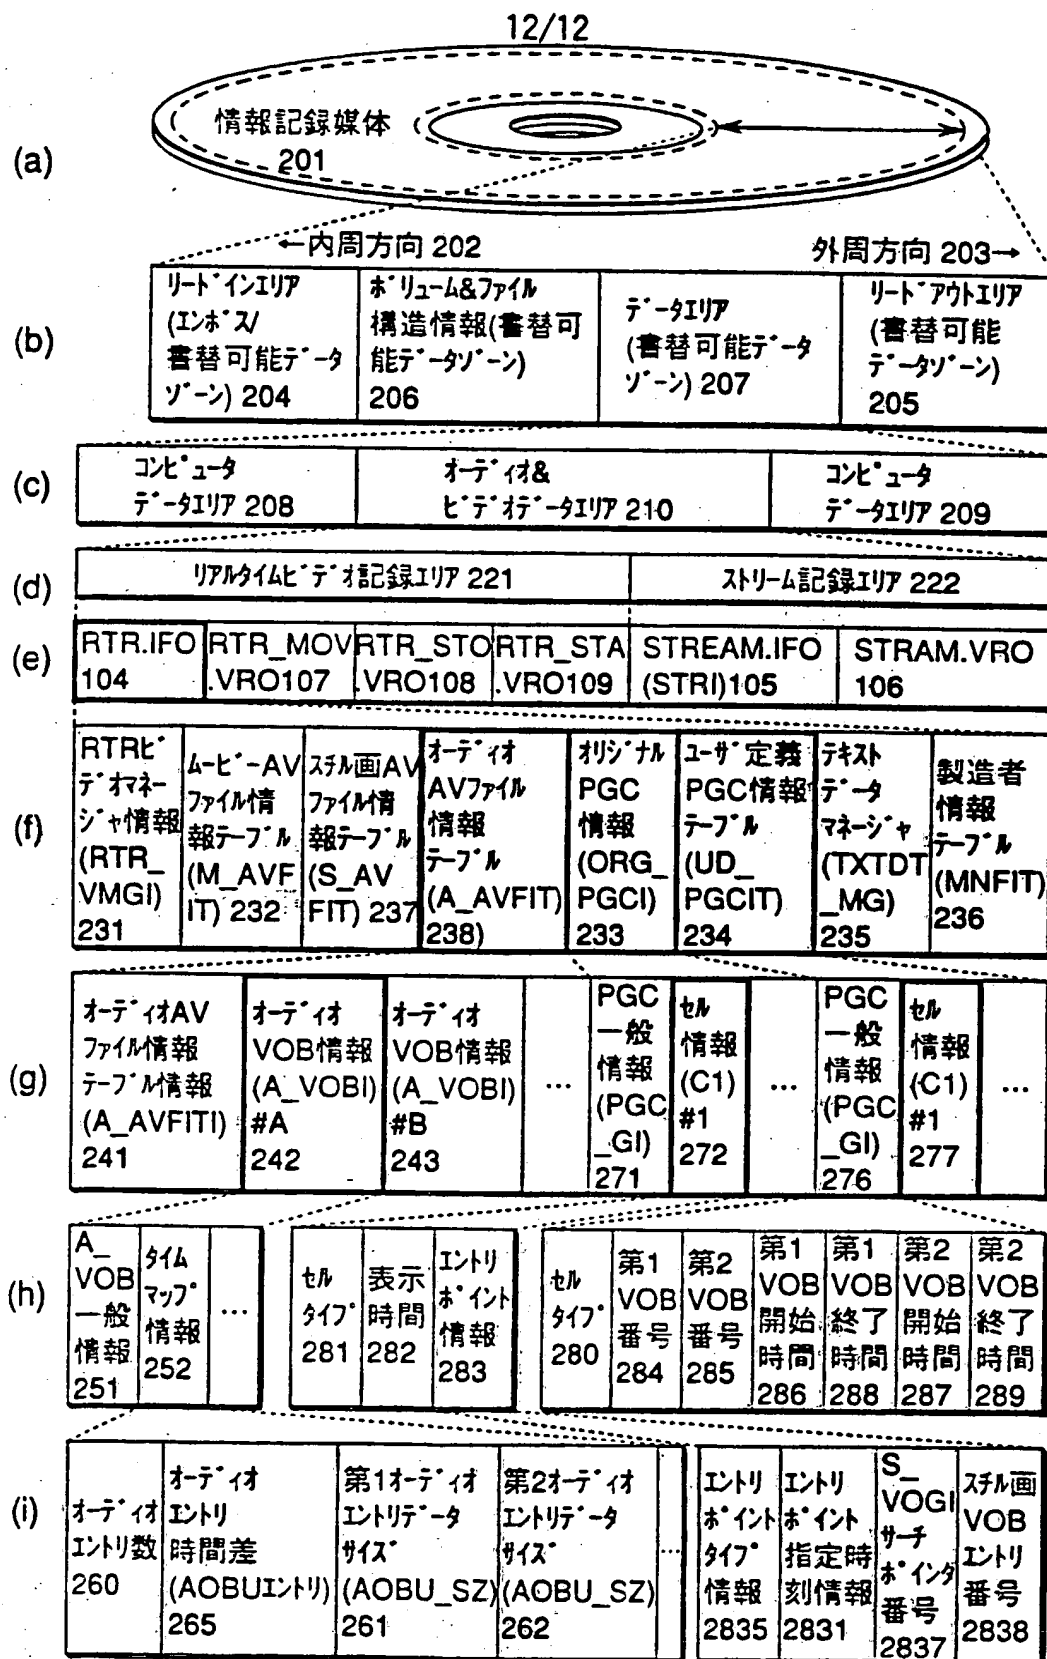 12/12
(a)
情報記録媒体
201
←内周方向 202
外周方向 203→
(b)
リードインエリア
(エンボス/
書替可能データ
ゾーン) 204
ボリューム&ファイル
構造情報(書替可
能データゾーン)
206
データエリア
(書替可能データ
ゾーン) 207
リードアウトエリア
(書替可能
データゾーン)
205
(c)
コンピュータ
データエリア 208
オーディオ&
ビデオデータエリア 210
コンピュータ
データエリア 209
(d)
リアルタイムビデオ記録エリア 221
ストリーム記録エリア 222
(e)
RTR.IFO
104
RTR_MOV
.VRO107
RTR_STO
.VRO108
RTR_STA
.VRO109
STREAM.IFO
(STRI)105
STRAM.VRO
106
(f)
RTRビ
デオマネー
ジャ情報
(RTR_
VMGI)
231
ムービーAV
ファイル情
報テーブル
(M_AVF
IT) 232
スチル画AV
ファイル情
報テーブル
(S_AV
FIT) 237
オーディオ
AVファイル
情報
テーブル
(A_AVFIT)
238)
オリジナル
PGC
情報
(ORG_
PGCI)
233
ユーザ定義
PGC情報
テーブル
(UD_
PGCIT)
234
テキスト
データ
マネージャ
(TXTDT
_MG)
235
製造者
情報
テーブル
(MNFIT)
236
(g)
オーディオAV
ファイル情報
テーブル情報
(A_AVFITI)
241
オーディオ
VOB情報
(A_VOBI)
#A
242
オーディオ
VOB情報
(A_VOBI)
#B
243
…
PGC
一般
情報
(PGC
_GI)
271
セル
情報
(C1)
#1
272
…
PGC
一般
情報
(PGC
_GI)
276
セル
情報
(C1)
#1
277
…
(h)
A_
VOB
一般
情報
251
タイム
マップ
情報
252
…
セル
タイプ
281
表示
時間
282
エントリ
ポイント
情報
283
セル
タイプ
280
第1
VOB
番号
284
第2
VOB
番号
285
第1
VOB
開始
時間
286
第1
VOB
終了
時間
288
第2
VOB
開始
時間
287
第2
VOB
終了
時間
289
(i)
オーディオ
エントリ数
260
オーディオ
エントリ
時間差
(AOBUエントリ)
265
第1オーディオ
エントリデータ
サイズ
(AOBU_SZ)
261
第2オーディオ
エントリデータ
サイズ
(AOBU_SZ)
262
…
エントリ
ポイント
タイプ
情報
2835
エントリ
ポイント
指定時
刻情報
2831
S_
VOGI
サーチ
ポインタ
番号
2837
スチル画
VOB
エントリ
番号
2838